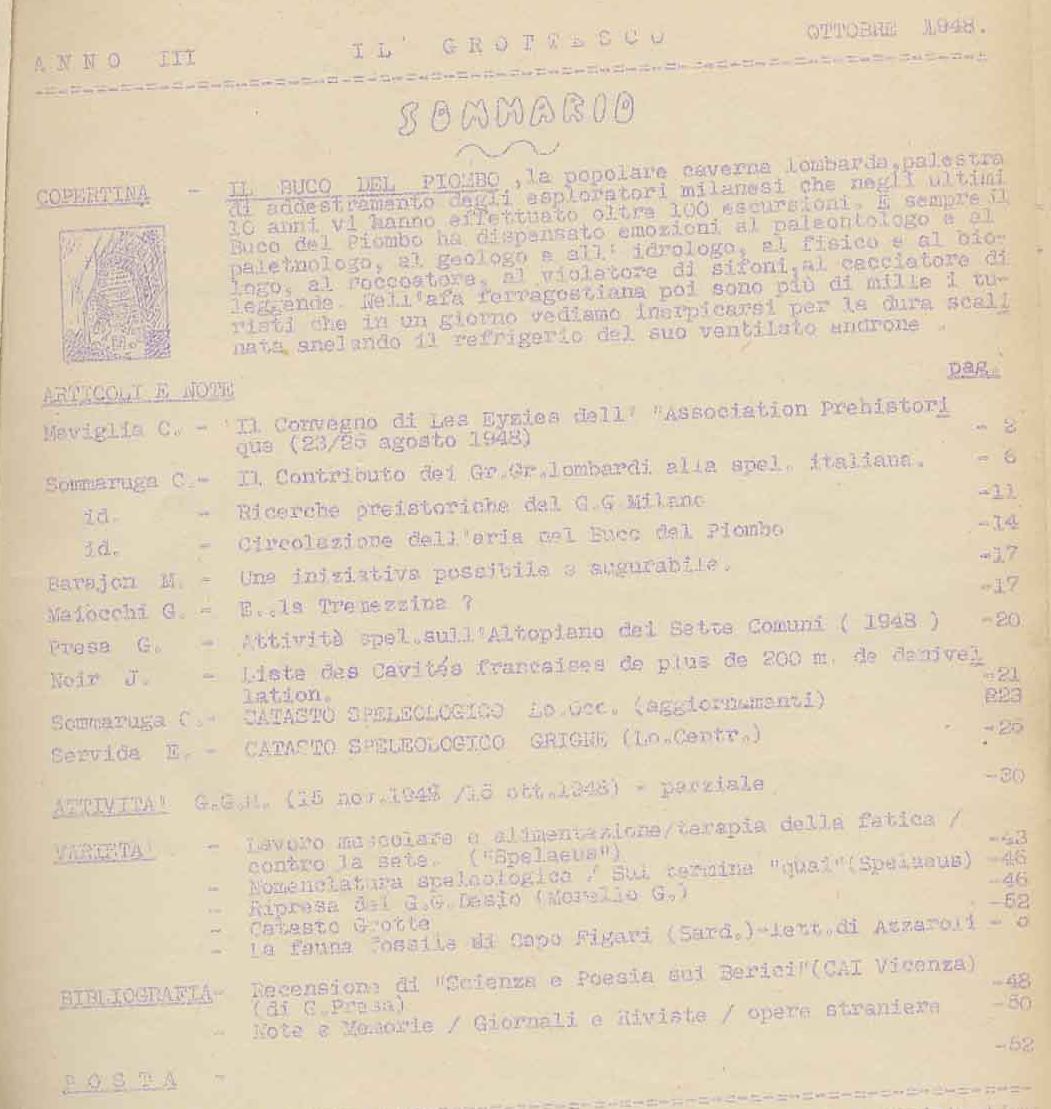 ANNO III IL GROTTESCO OTTOBRE 1948.
SOMMARIO
COPERTINA - IL BUCO DEL PIOMBO, la popolare caverna lombarda, palestra
di addestramento degli esploratori milanesi che negli ultimi
10 anni vi hanno effettuato oltre 100 escursioni. E sempre il
Buco del Piombo ha dispensato emozioni al paleontologo e al
paletnologo, al geologo e all' idrologo, al fisico e al bio-
logo, al roccoatore, al violatore di sifoni, al cacciatore di
leggende. Nell'afa ferragostiana poi sono più di mille i tu-
risti che in un giorno vediamo inerpicarsi per la dura scali
nata anelando il refrigerio del suo ventilato androne .
pag.
ARTICOLI E NOTE
Maviglia C. - Il Convegno di Les Eyzies dell' "Association Prehistori
que (23/26 agosto 1948) - 2
Sommaruga C.- Il Contributo dei Gr.Gr.lombardi alla spel. italiana. - 6
id. - Ricerche preistoriche del G.G.Milano -11
id. - Circolazione dell'aria nel Buco del Piombo -14
Barajon M. - Una iniziativa possibile e augurabile. -17
Maiocchi G. - E..la Tremezzina ? -17
Presa G. - Attività spel.sull'Altopiano dei Sette Comuni ( 1948 ) -20
Noir J. - Liste des Cavités francaises de plus de 200 m. de denivel
lation. -21
Sommaruga C.- CATASTO SPELEOLOGICO Lo.Occ. (aggiornamenti) 223
Servida E. - CATASTO SPELEOLOGICO GRIGNE (Lo.Centr.) -26
ATTIVITA' G.G.M. (15 nov.1948 /15 ott.1948) - parziale -30
VARIETA' - Lavoro muscolare e alimentazione/terapia della fatica /
contro la sete. ("Spelaeus") -43
- Nomenclatura speleologica / Sul termine "guai"(Spelaeus) -46
- Ripresa del G.G.Desio (Morello G.) -46
- Catasto Grotte -52
- La fauna fossile di Capo Figari (Sard.)-lett.di Azzaroli - 0
BIBLIOGRAFIA- Recensione di "Scienza e Poesia sui Berici"(CAI Vicenza)
(di G.Presa) -48
- Note e Memorie / Giornali e Riviste / opere straniere -50
-52
POSTA -